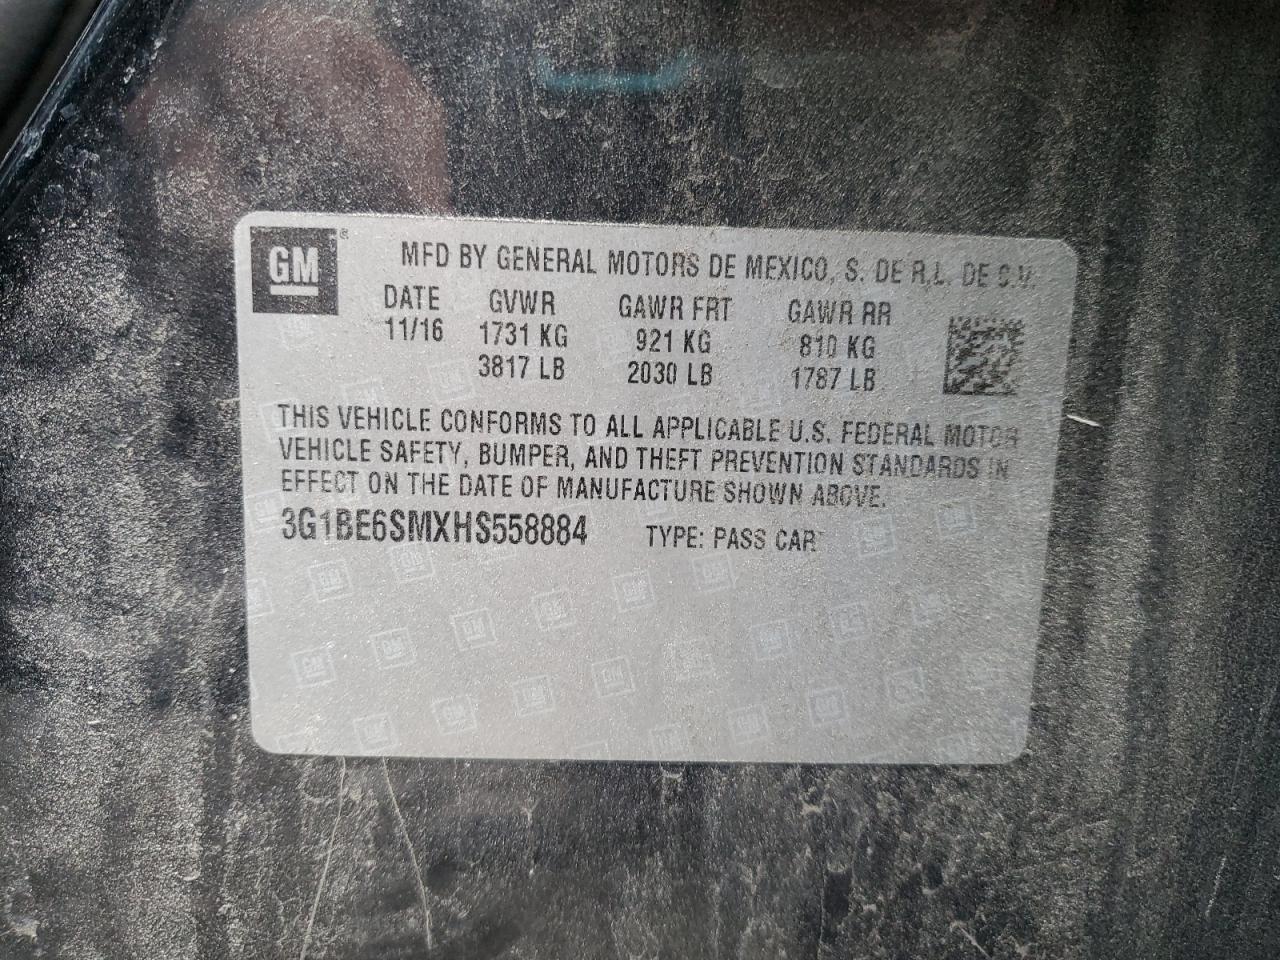 GM
MFD BY GENERAL MOTORS DE MEXICO, S. DE R.L. DE C.V.
DATE GVWR GAWR FRT GAWR RR
11/16 1731 KG 921 KG 810 KG
3817 LB 2030 LB 1787 LB
THIS VEHICLE CONFORMS TO ALL APPLICABLE U.S. FEDERAL MOTOR
VEHICLE SAFETY, BUMPER, AND THEFT PREVENTION STANDARDS IN
EFFECT ON THE DATE OF MANUFACTURE SHOWN ABOVE.
3G1BE6SMXHS558884 TYPE: PASS CAR